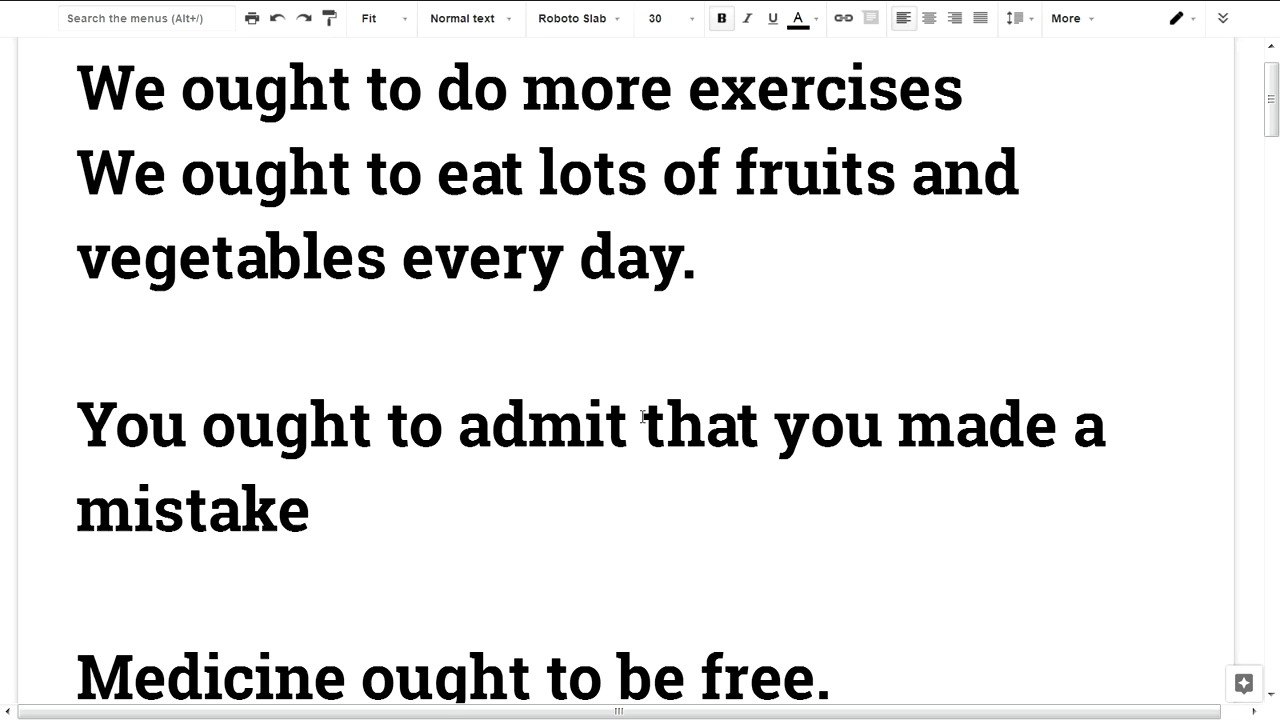 Search the menus (Alt+/) Fit Normal text Roboto Slab 30 B I U A More
We ought to do more exercises
We ought to eat lots of fruits and
vegetables every day.
You ought to admit that you made a
mistake
Medicine ought to be free.